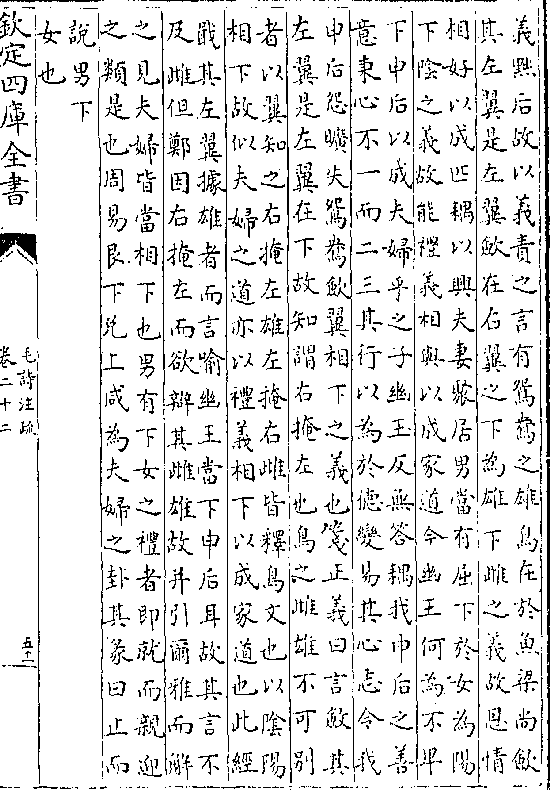 義黜后故以義責之言有鴛鴦之雄鳥在於魚梁尚歛
其左翼是左翼歛在右翼之下為雄下雌之義故恩情
相好以成匹耦以興夫妻聚居男當有屈下於女為陽
下陰之義故能禮義相與以成家道今幽王何為不卑
下申后以成夫婦乎之子幽王反無答耦我申后之善
意秉心不一而二三其行以為於徳變易其心志令我
申后怨曠失鴛鴦歛翼相下之義也箋正義曰言歛其
左翼是左翼在下故知謂右掩左也鳥之雌雄不可别
者以翼知之右掩左雄左掩右雌皆釋鳥文也以陰陽
相下故似夫婦之道亦以禮義相下以成家道也此經
戢其左翼據雄者而言喻幽王當下申后耳故其言不
及雌但鄭因右掩左而欲辯其雌雄故并引爾雅而解
之見夫婦皆當相下也男有下女之禮者即就而親迎
之類是也周易艮下兌上咸為夫婦之卦其彖曰止而
說男下
女也
欽定四庫全書
毛詩注疏
卷二十二
五十二